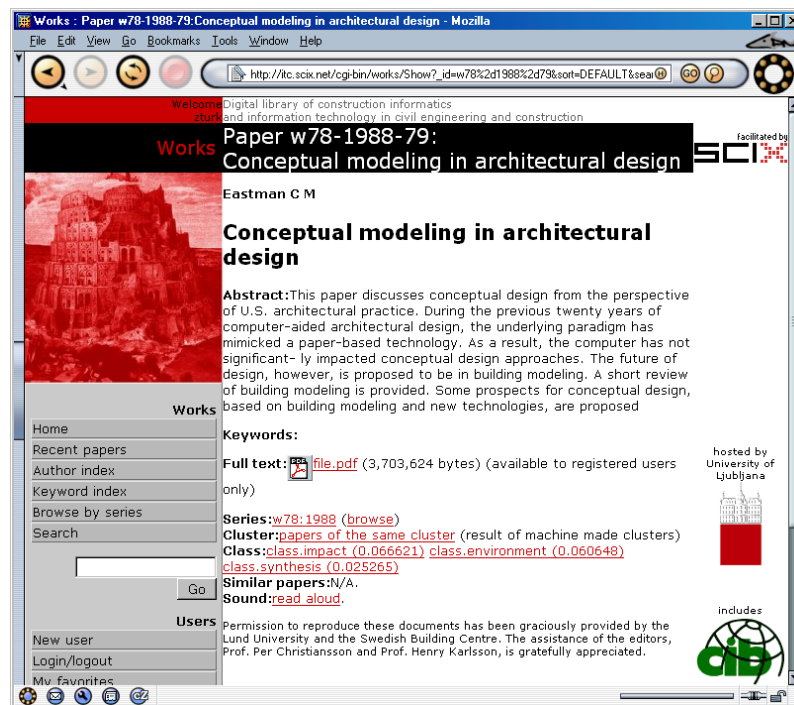 Works : Paper w78-1988-79:Conceptual modeling in architectural design - Mozilla
File Edit View Go Bookmarks Tools Window Help
http://itc.scix.net/cgi-bin/works/Show?_id=w78%2d1988%2d79&sort=DEFAULT&sear
GO
Welcome
zturk
Digital library of construction informatics
and information technology in civil engineering and construction
Works
Paper w78-1988-79:
Conceptual modeling in architectural design
facilitated by
SCIX
Eastman C M
Conceptual modeling in architectural
design
Abstract:This paper discusses conceptual design from the perspective
of U.S. architectural practice. During the previous twenty years of
computer-aided architectural design, the underlying paradigm has
mimicked a paper-based technology. As a result, the computer has not
significant- ly impacted conceptual design approaches. The future of
design, however, is proposed to be in building modeling. A short review
of building modeling is provided. Some prospects for conceptual design,
based on building modeling and new technologies, are proposed
Keywords:
Full text: PDF file.pdf (3,703,624 bytes) (available to registered users
only)
Series:w78:1988 (browse)
Cluster:papers of the same cluster (result of machine made clusters)
Class:class.impact (0.066621) class.environment (0.060648)
class.synthesis (0.025265)
Similar papers:N/A.
Sound:read aloud.
Permission to reproduce these documents has been graciously provided by the
Lund University and the Swedish Building Centre. The assistance of the editors,
Prof. Per Christiansson and Prof. Henry Karlsson, is gratefully appreciated.
Works
Home
Recent papers
Author index
Keyword index
Browse by series
Search
Go
Users
New user
Login/logout
My favorites
hosted by
University of
Ljubljana
includes
cib